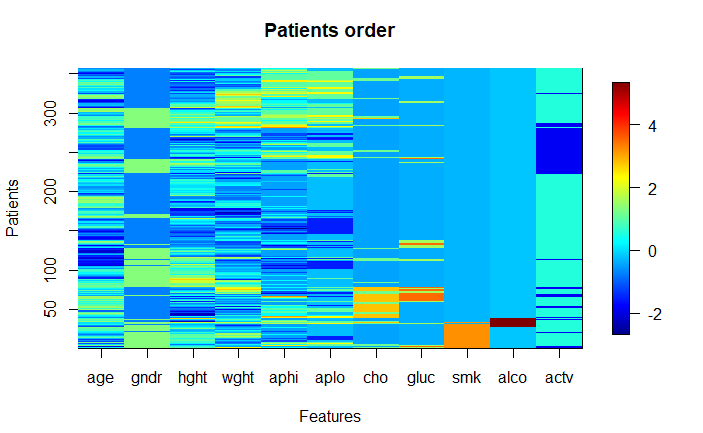 Patients order
Patients
300
200
100
50
4
2
0
-2
age gndr hght wght aphi aplo cho gluc smk alco actv
Features